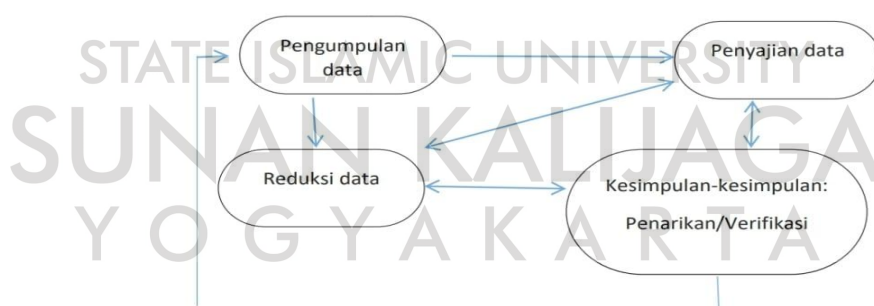 STATE ISLAMIC UNIVERSITY
SUNAN KALIJAGA
YOGYAKARTA
Pengumpulan
data
Penyajian data
Reduksi data
Kesimpulan-kesimpulan:
Penarikan/Verifikasi